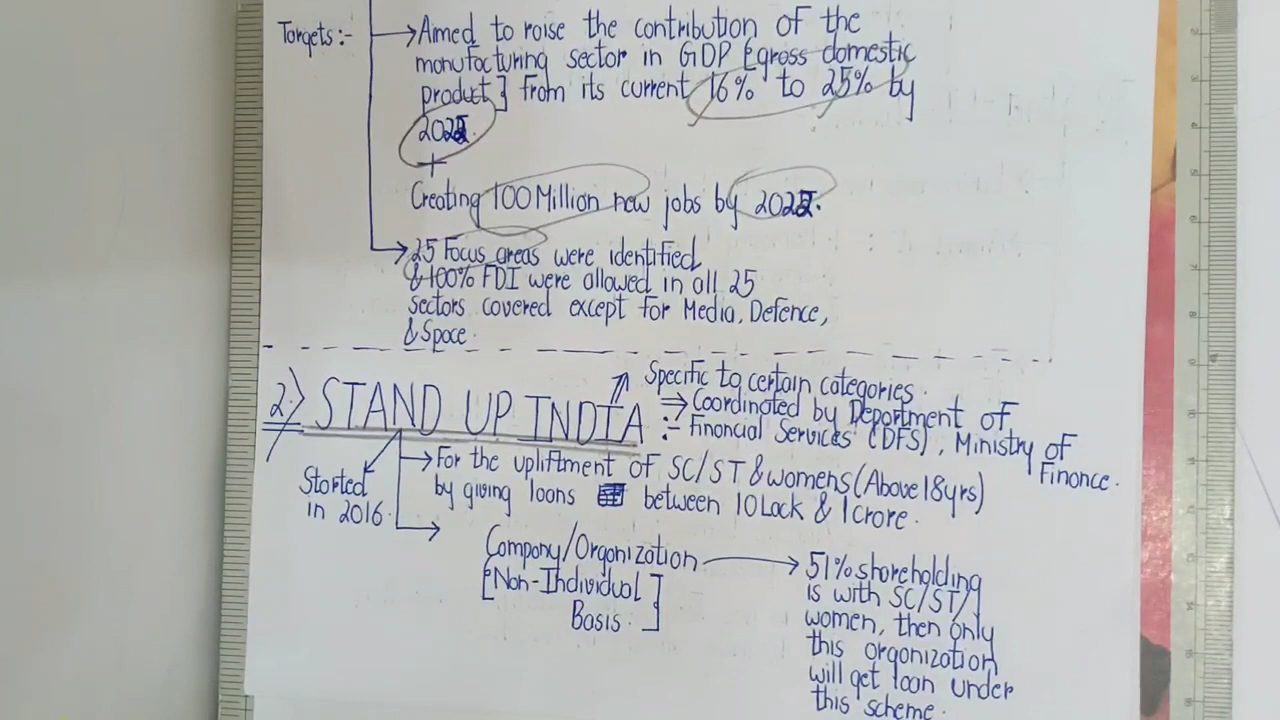 Targets:- → Aimed to raise the contribution of the
manufacturing sector in GDP [gross domestic
product] from its current 16% to 25% by
2022.
+
Creating 100 Million new jobs by 2022.
→ 25 Focus areas were identified
& 100% FDI were allowed in all 25
sectors covered except for Media, Defence,
& Space.
2.) STAND UP INDIA :-
Specific to certain categories.
⇒ Coordinated by Department of
Financial Services (DFS), Ministry of
Finance.
Started
in 2016.
→ For the upliftment of SC/ST & womens (Above 18yrs)
by giving loans between 10 Lack & 1 crore.
→ Company/Organization
[Non-Individual
Basis.]
→ 51% shareholding
is with SC/ST/
women, then only
this organization
will get loan under
this scheme.